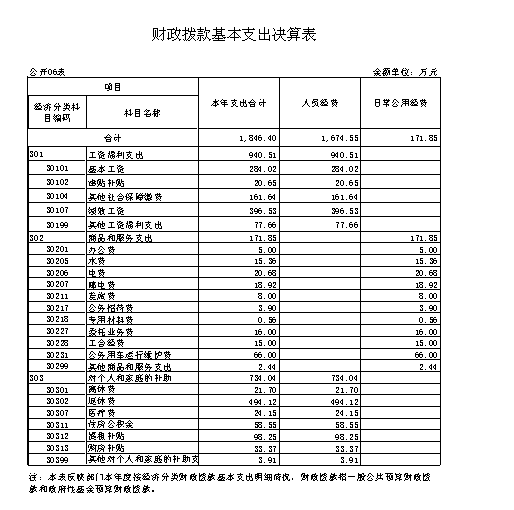 财政拨款基本支出决算表
公开06表 金额单位：万元
项目 本年支出合计 人员经费 日常公用经费
经济分类科目编码 科目名称
合计 1,846.40 1,674.55 171.85
301 工资福利支出 940.51 940.51
30101 基本工资 284.02 284.02
30102 津贴补贴 20.65 20.65
30104 其他社会保障缴费 161.64 161.64
30107 绩效工资 396.53 396.53
30199 其他工资福利支出 77.66 77.66
302 商品和服务支出 171.85 171.85
30201 办公费 5.00 5.00
30205 水费 15.36 15.36
30206 电费 20.68 20.68
30207 邮电费 18.92 18.92
30211 差旅费 8.00 8.00
30217 公务招待费 3.90 3.90
30218 专用材料费 0.56 0.56
30227 委托业务费 16.00 16.00
30228 工会经费 15.00 15.00
30231 公务用车运行维护费 66.00 66.00
30299 其他商品和服务支出 2.44 2.44
303 对个人和家庭的补助 734.04 734.04
30301 离休费 21.70 21.70
30302 退休费 494.12 494.12
30307 医疗费 24.15 24.15
30311 住房公积金 58.55 58.55
30312 提租补贴 98.25 98.25
30313 购房补贴 33.37 33.37
30399 其他对个人和家庭的补助支 3.91 3.91
注：本表反映部门本年度按经济分类财政拨款基本支出明细情况，财政拨款指一般公共预算财政拨
款和政府性基金预算财政拨款。